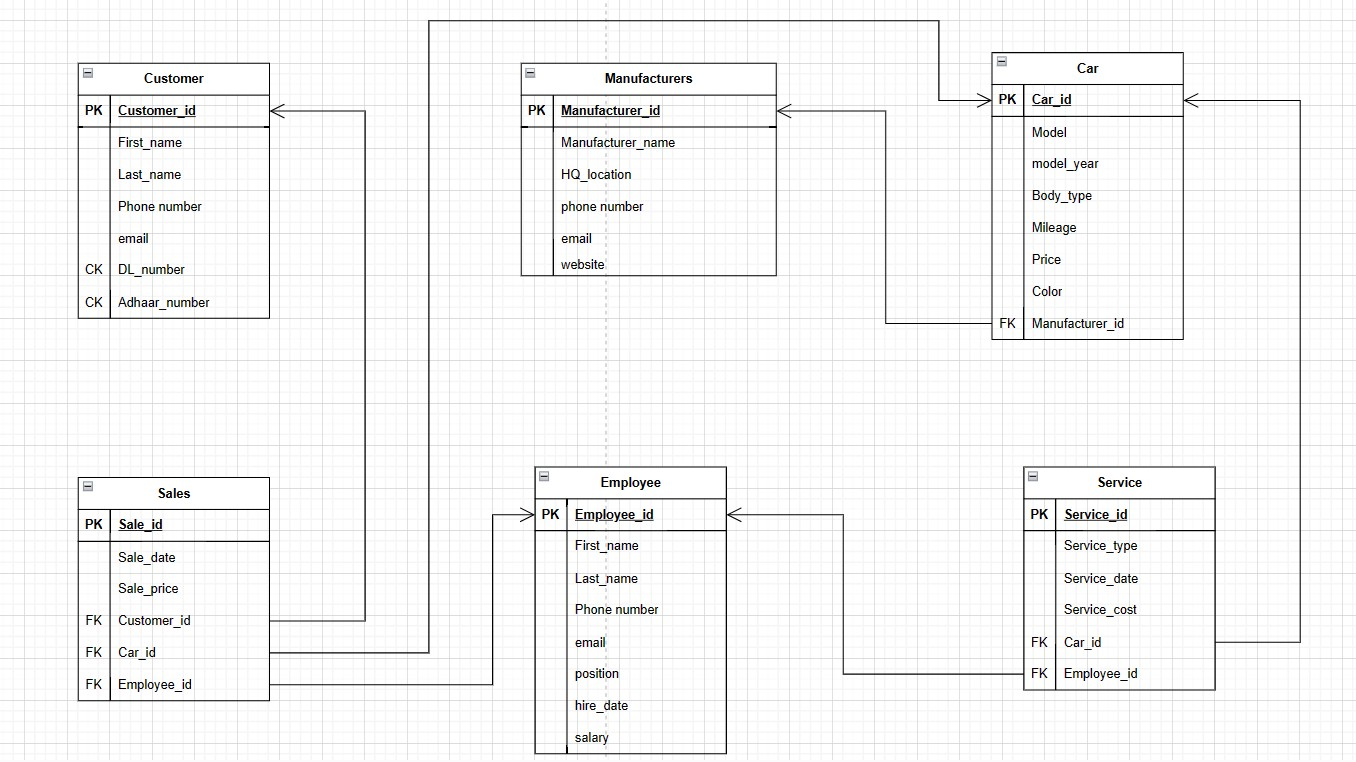 Customer
PK Customer_id
First_name
Last_name
Phone number
email
CK DL_number
CK Adhaar_number
Manufacturers
PK Manufacturer_id
Manufacturer_name
HQ_location
phone number
email
website
Car
PK Car_id
Model
model_year
Body_type
Mileage
Price
Color
FK Manufacturer_id
Sales
PK Sale_id
Sale_date
Sale_price
FK Customer_id
FK Car_id
FK Employee_id
Employee
PK Employee_id
First_name
Last_name
Phone number
email
position
hire_date
salary
Service
PK Service_id
Service_type
Service_date
Service_cost
FK Car_id
FK Employee_id